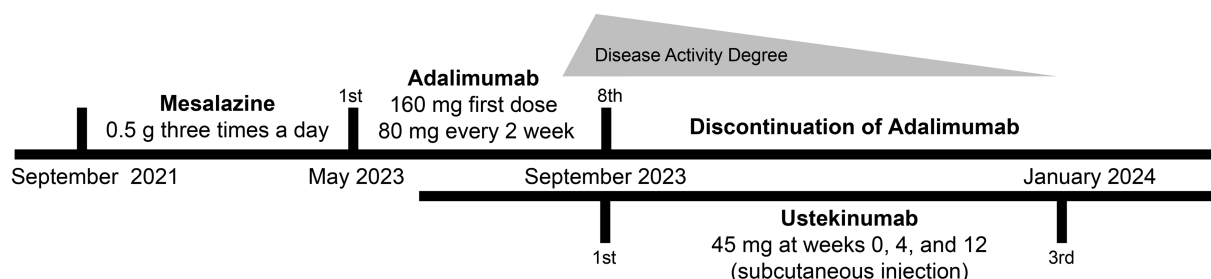 Disease Activity Degree
Mesalazine
0.5 g three times a day
1st
Adalimumab
160 mg first dose
80 mg every 2 week
8th
Discontinuation of Adalimumab
September 2021
May 2023
September 2023
January 2024
Ustekinumab
45 mg at weeks 0, 4, and 12
(subcutaneous injection)
1st
3rd